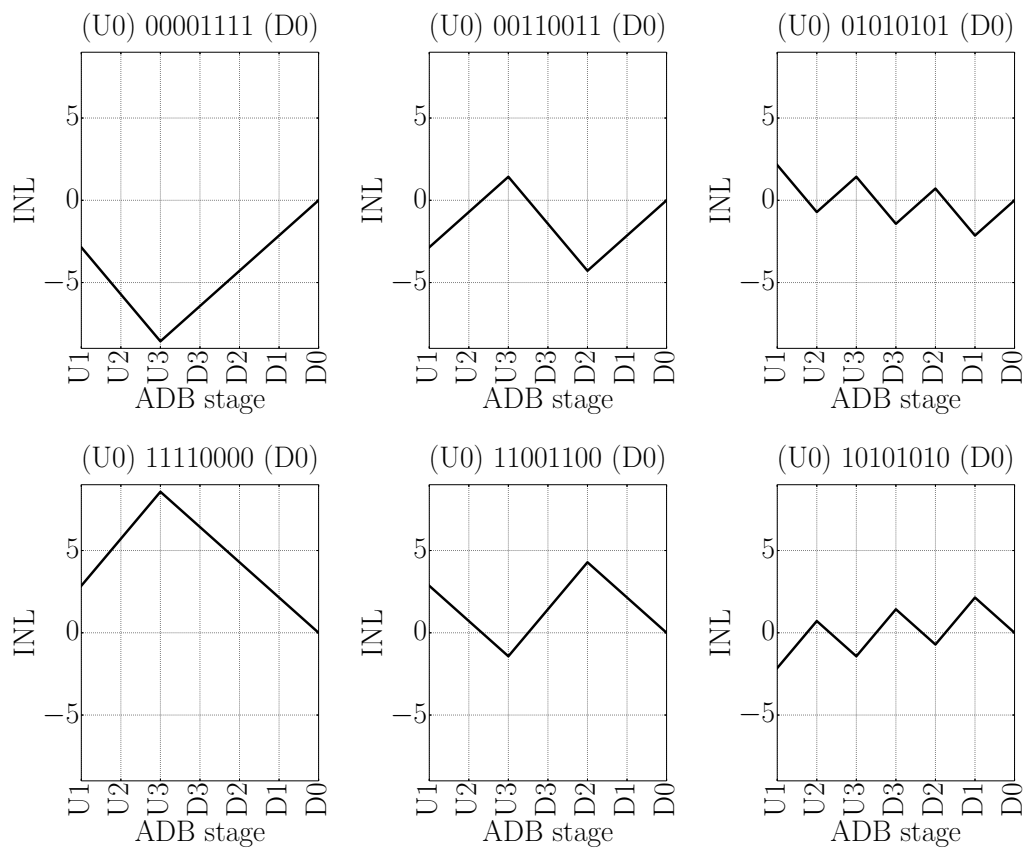 (U0) 00001111 (D0)
5
0
−5
INL
U1 U2 U3 D3 D2 D1 D0
ADB stage
(U0) 00110011 (D0)
5
0
−5
INL
U1 U2 U3 D3 D2 D1 D0
ADB stage
(U0) 01010101 (D0)
5
0
−5
INL
U1 U2 U3 D3 D2 D1 D0
ADB stage
(U0) 11110000 (D0)
5
0
−5
INL
U1 U2 U3 D3 D2 D1 D0
ADB stage
(U0) 11001100 (D0)
5
0
−5
INL
U1 U2 U3 D3 D2 D1 D0
ADB stage
(U0) 10101010 (D0)
5
0
−5
INL
U1 U2 U3 D3 D2 D1 D0
ADB stage